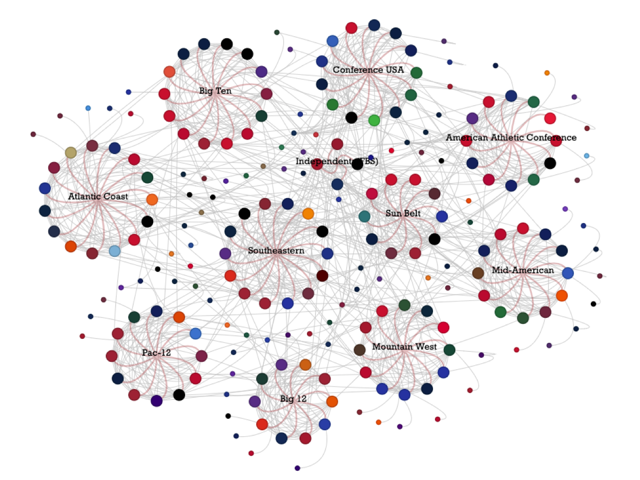 Conference USA
Big Ten
American Athletic Conference
Independent (FBS)
Atlantic Coast
Sun Belt
Southeastern
Mid-American
Mountain West
Pac-12
Big 12